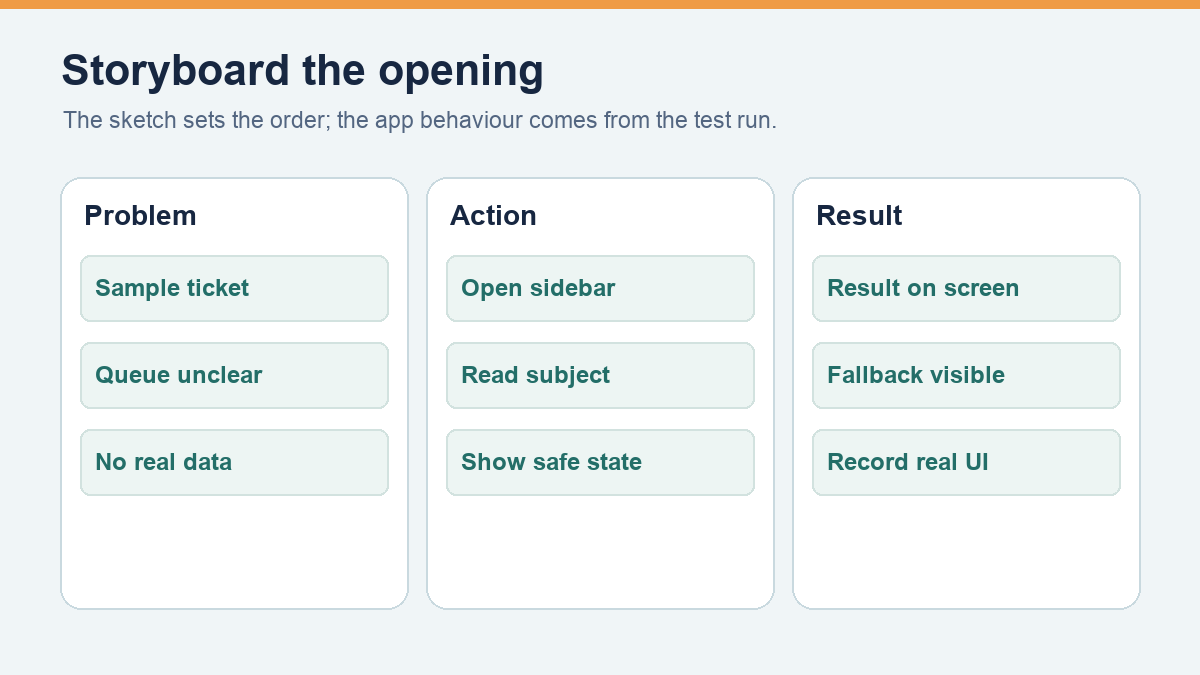 Storyboard the opening
The sketch sets the order; the app behaviour comes from the test run.
Problem
Sample ticket
Queue unclear
No real data
Action
Open sidebar
Read subject
Show safe state
Result
Result on screen
Fallback visible
Record real UI